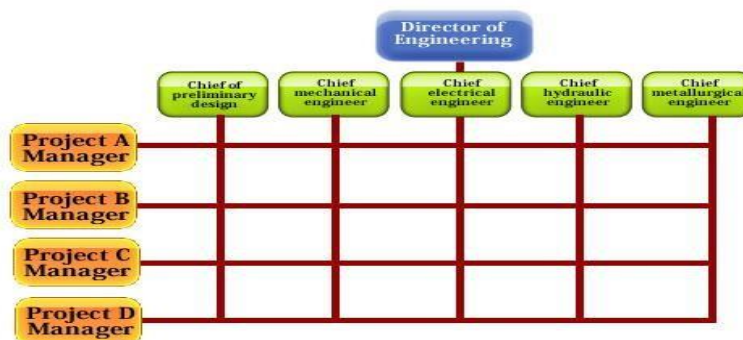 Director of
Engineering
Chief of
preliminary
design
Chief
mechanical
engineer
Chief
electrical
engineer
Chief
hydraulic
engineer
Chief
metallurgical
engineer
Project A
Manager
Project B
Manager
Project C
Manager
Project D
Manager